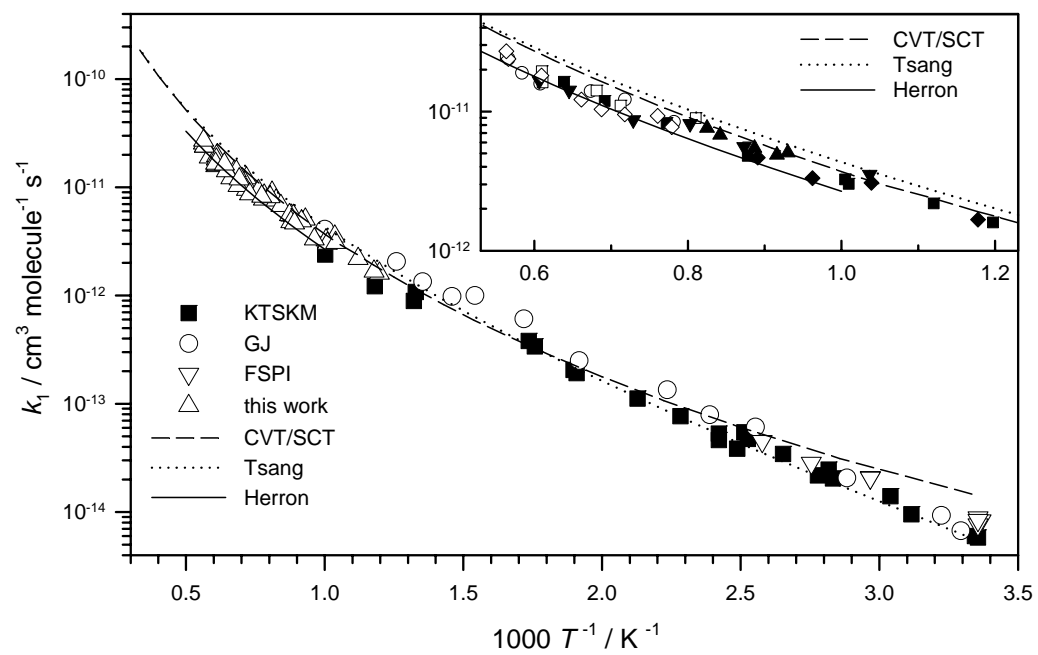 CVT/SCT
Tsang
Herron
10⁻¹¹
10⁻¹²
0.6 0.8 1.0 1.2
10⁻¹⁰
10⁻¹¹
10⁻¹²
10⁻¹³
10⁻¹⁴
k₁ / cm³ molecule⁻¹ s⁻¹
KTSKM
GJ
FSPI
this work
CVT/SCT
Tsang
Herron
0.5 1.0 1.5 2.0 2.5 3.0 3.5
1000 T⁻¹ / K⁻¹